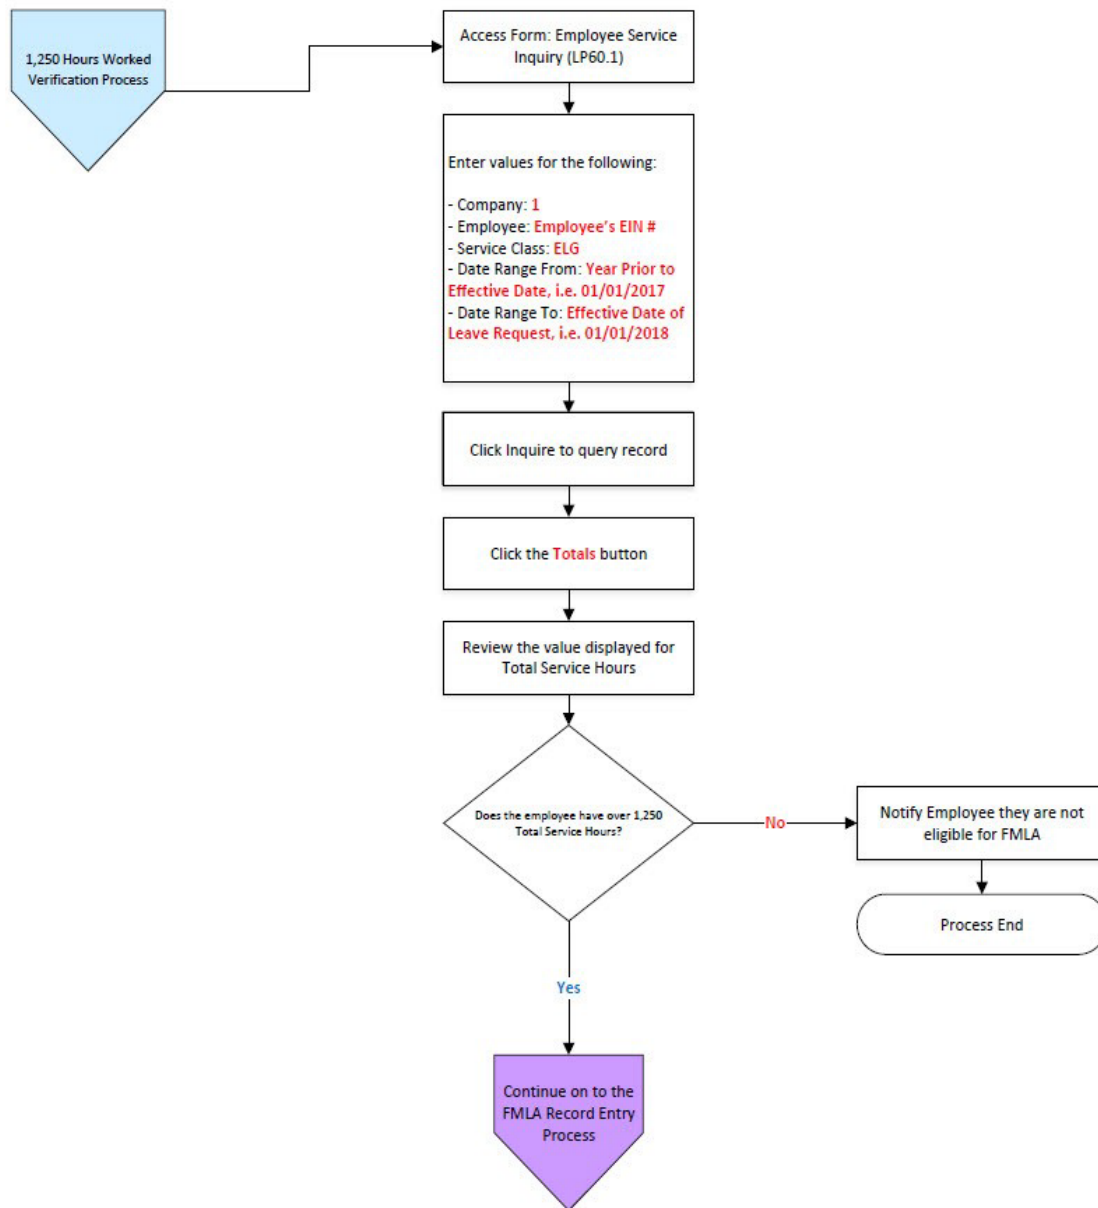 1,250 Hours Worked
Verification Process
Access Form: Employee Service
Inquiry (LP60.1)
Enter values for the following:
- Company: 1
- Employee: Employee's EIN #
- Service Class: ELG
- Date Range From: Year Prior to
Effective Date, i.e. 01/01/2017
- Date Range To: Effective Date of
Leave Request, i.e. 01/01/2018
Click Inquire to query record
Click the Totals button
Review the value displayed for
Total Service Hours
Does the employee have over 1,250
Total Service Hours?
No
Notify Employee they are not
eligible for FMLA
Process End
Yes
Continue on to the
FMLA Record Entry
Process